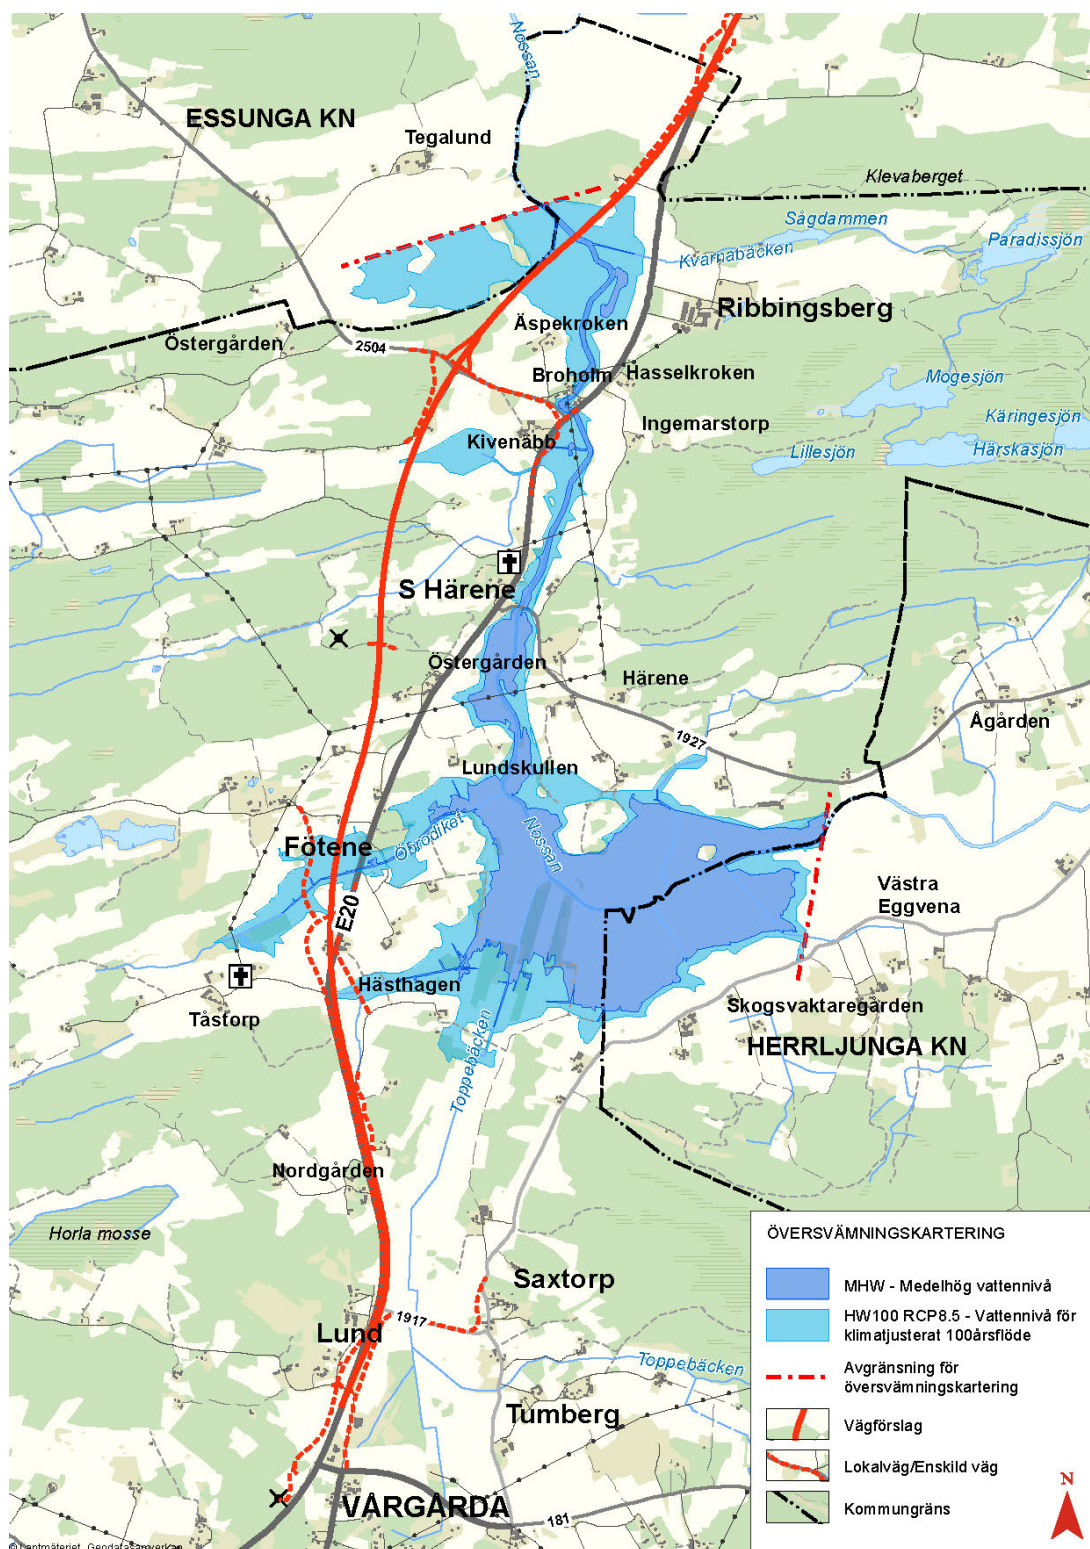 Nossan
ESSUNGA KN
Tegalund
Klevaberget
Sågdammen
Paradissjön
Kvarnabäcken
Ribbingsberg
Äspekroken
Östergården
2504
Broholm
Hasselkroken
Mogesjön
Käringesjön
Ingemarstorp
Kivenäbb
Lillesjön
Härskasjön
S Härene
Östergården
Härene
Ågården
1927
Lundskullen
Fötene
Öbrodiket
Nossan
Västra
Eggvena
E20
Hästhagen
Skogsvaktaregården
Tåstorp
HERRLJUNGA KN
Toppebäcken
Nordgården
Horla mosse
Saxtorp
1917
Lund
Toppebäcken
Tumberg
VÅRGÅRDA
181
ÖVERSVÄMNINGSKARTERING
MHW - Medelhög vattennivå
HW100 RCP8.5 - Vattennivå för
klimatjusterat 100årsflöde
Avgränsning för
översvämningskartering
Vägförslag
Lokalväg/Enskild väg
Kommungräns
N
© Lantmäteriet, Geodatasamverkan